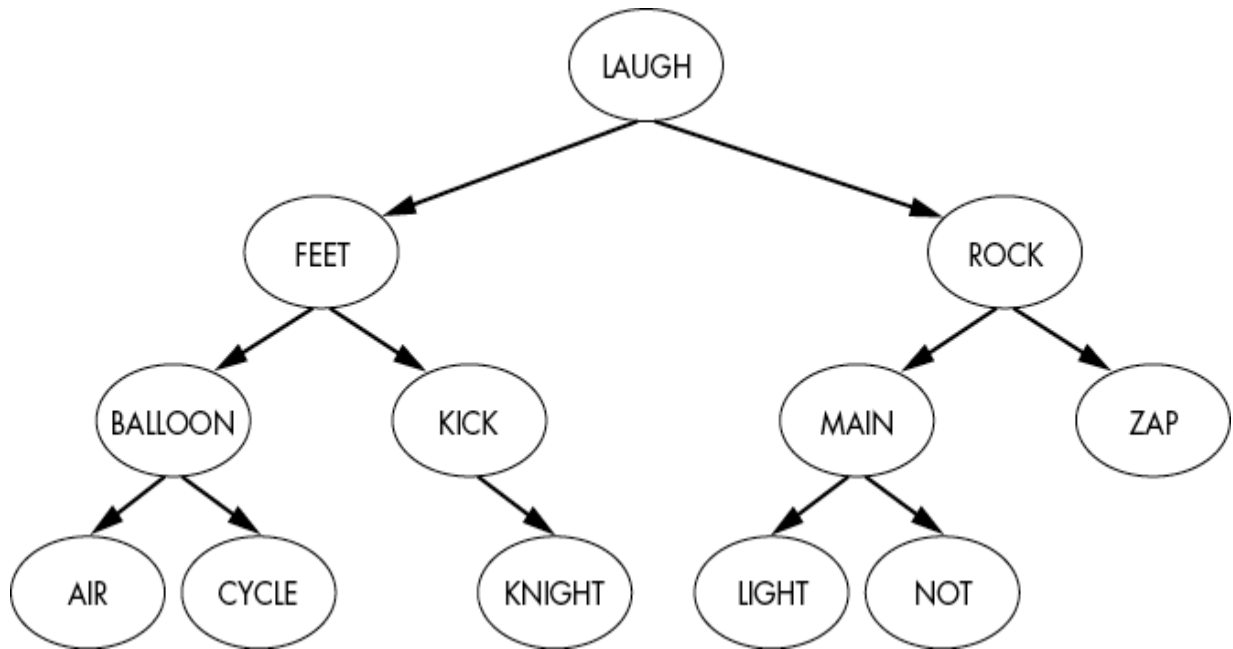 LAUGH
FEET
ROCK
BALLOON
KICK
MAIN
ZAP
AIR
CYCLE
KNIGHT
LIGHT
NOT